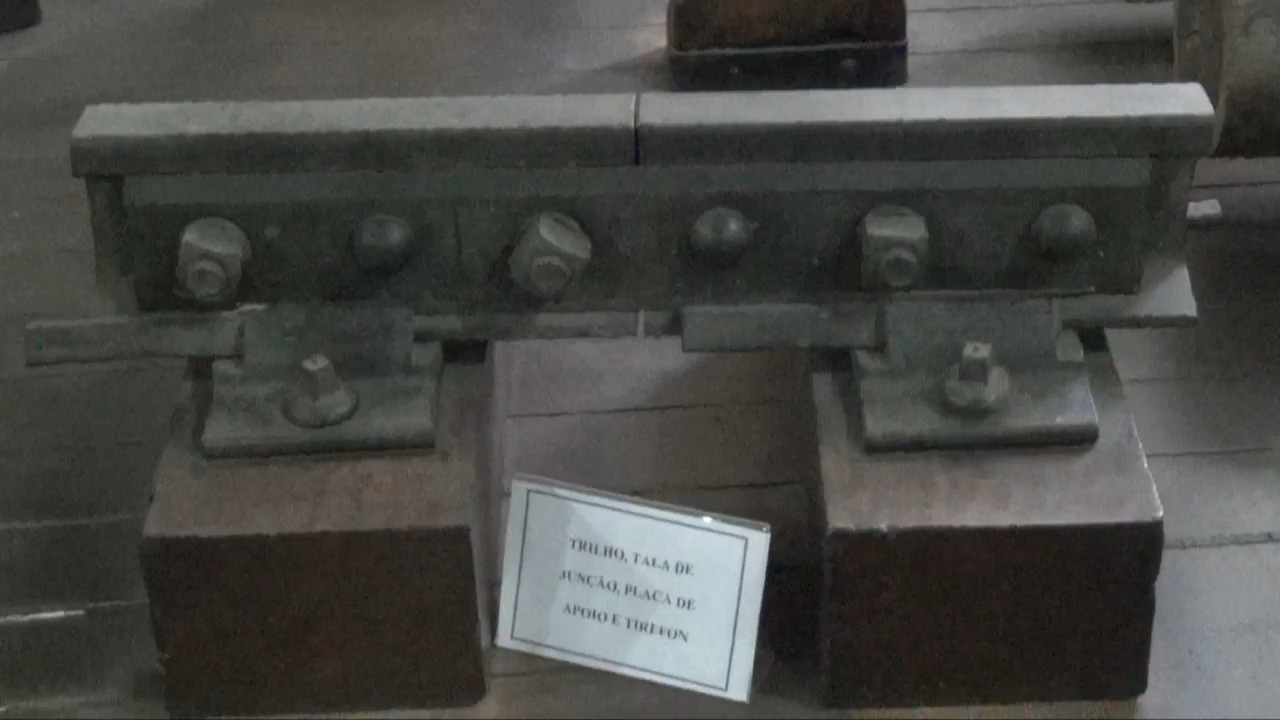 TRILHO, TALA DE
JUNÇÃO, PLACA DE
APOIO E TIREFON